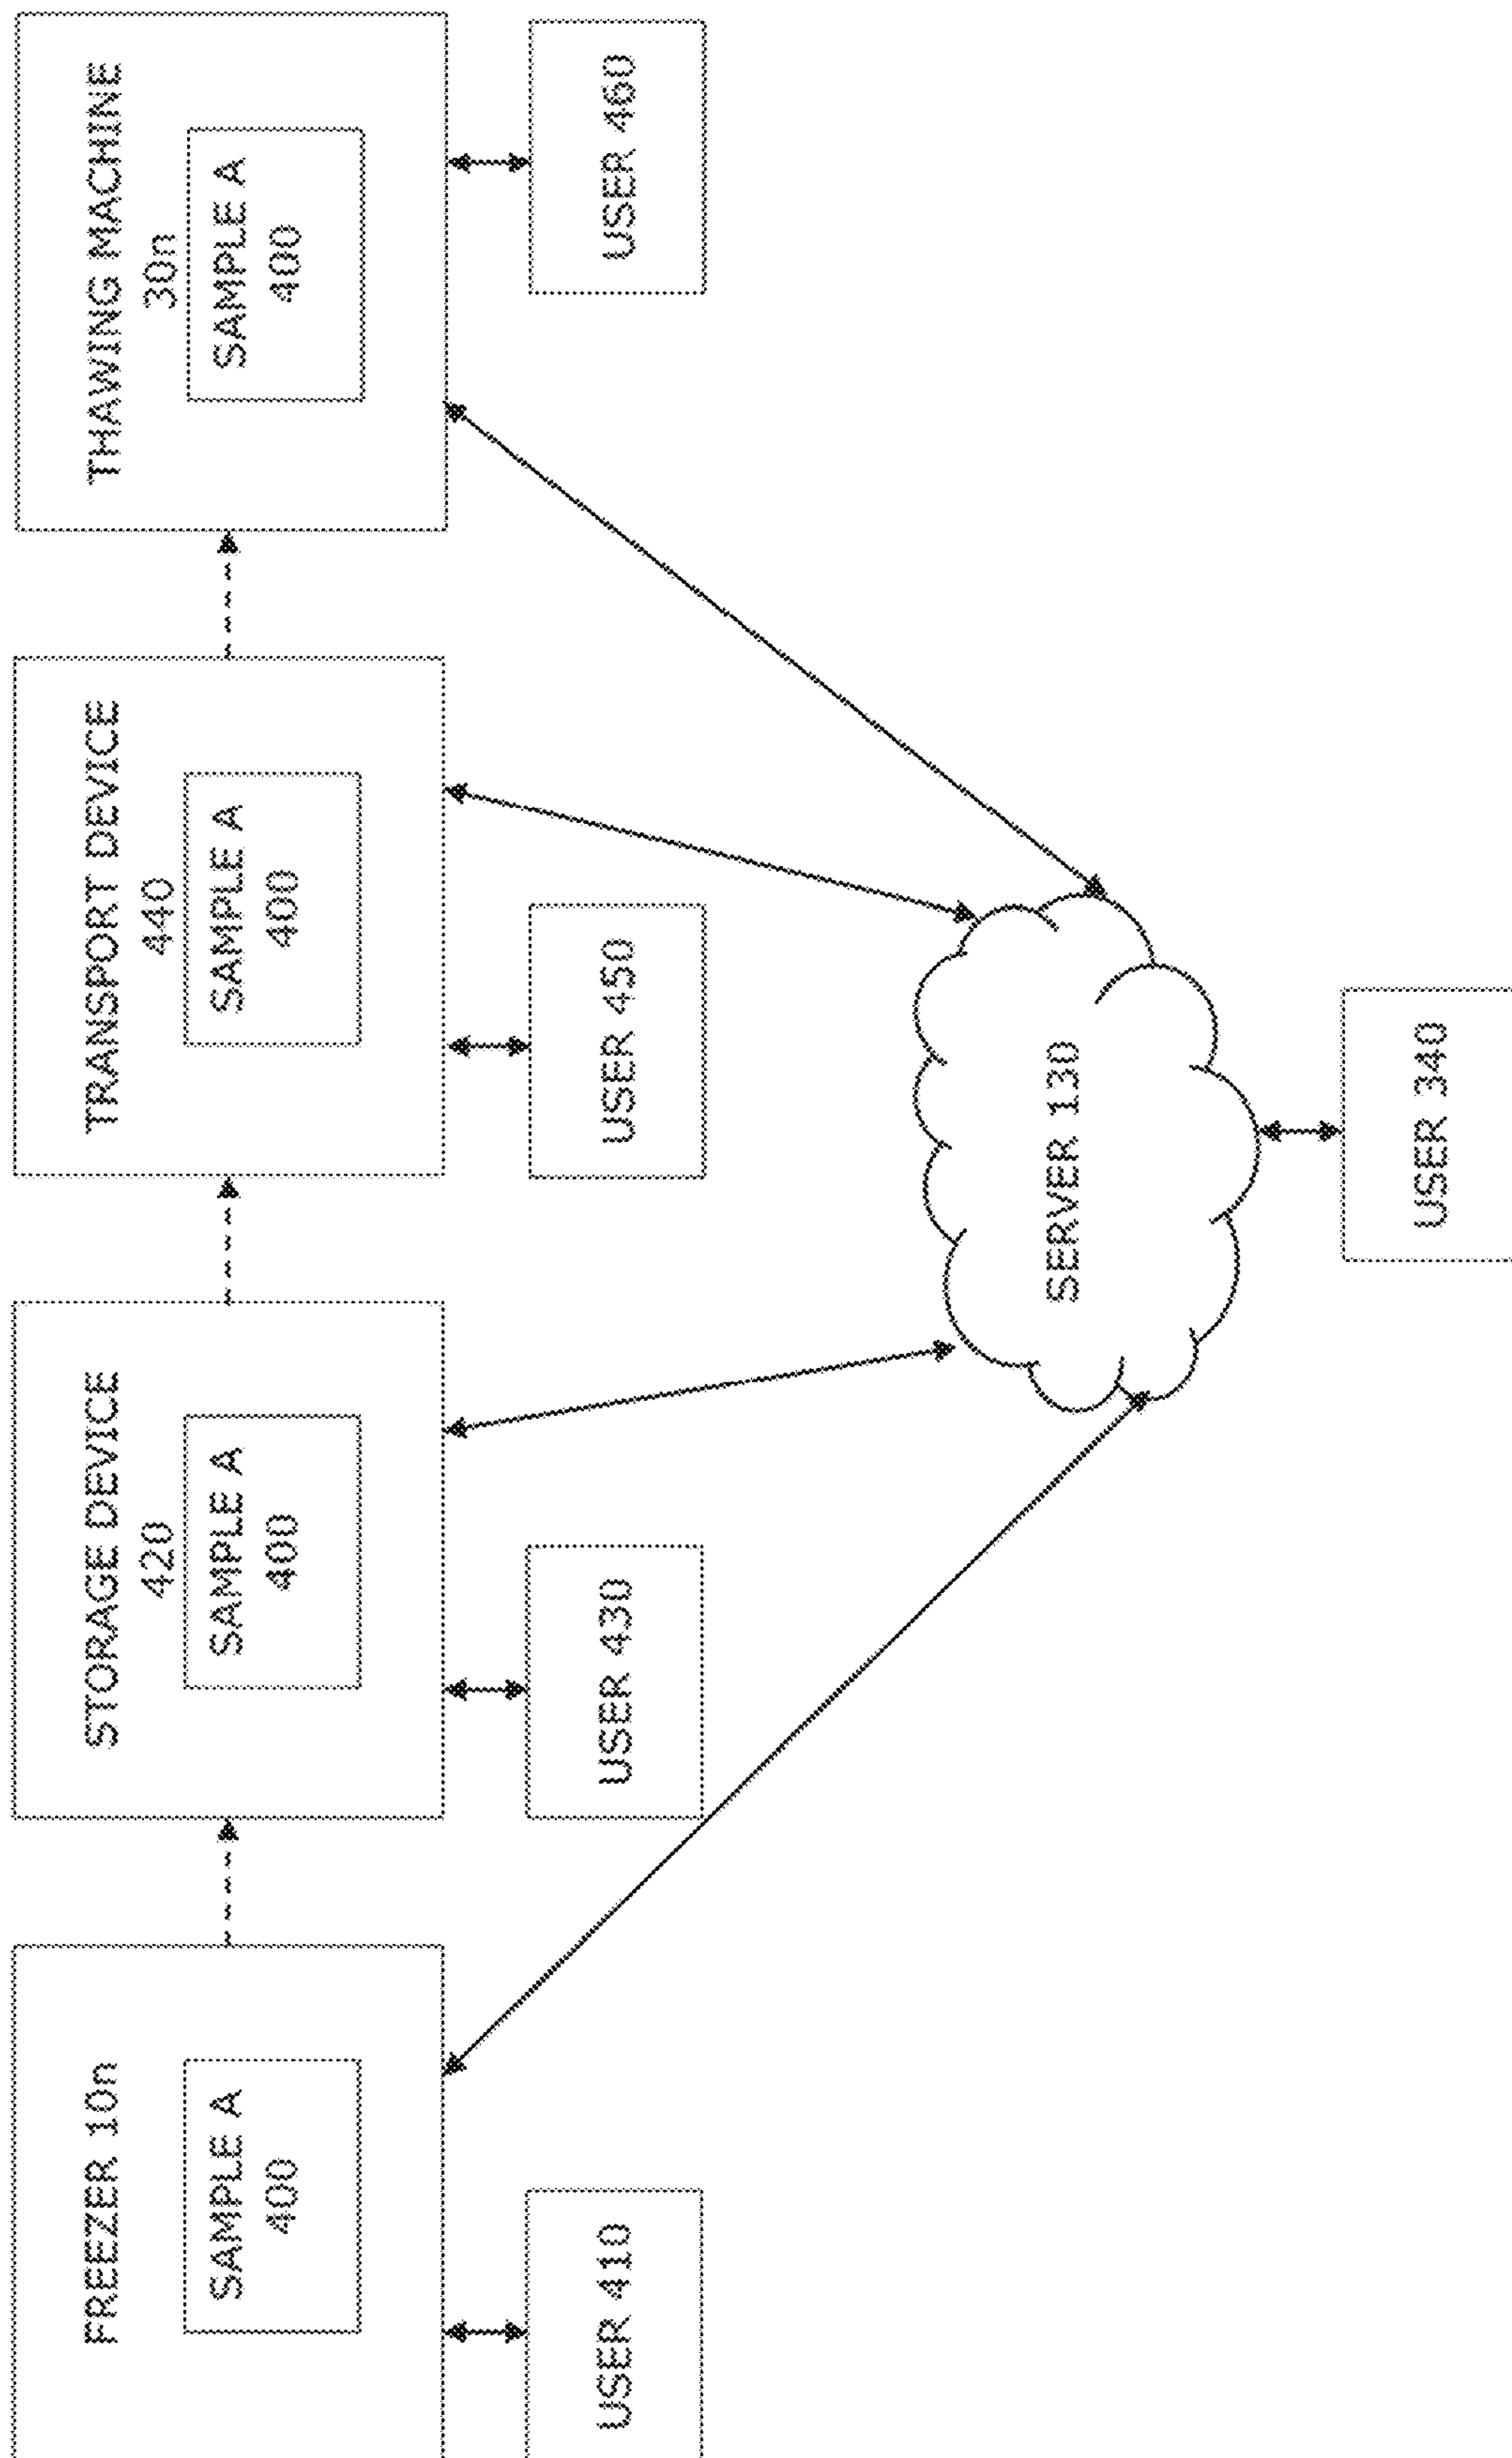 FREEZER 10n
SAMPLE A
400
USER 410
STORAGE DEVICE
420
SAMPLE A
400
USER 430
TRANSPORT DEVICE
440
SAMPLE A
400
USER 450
THAWING MACHINE
30n
SAMPLE A
400
USER 460
SERVER 130
USER 340